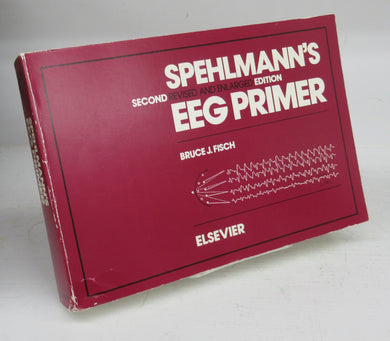 SPEHLMANN'S
SECOND REVISED AND ENLARGED EDITION
EEG PRIMER
BRUCE J. FISCH
ELSEVIER